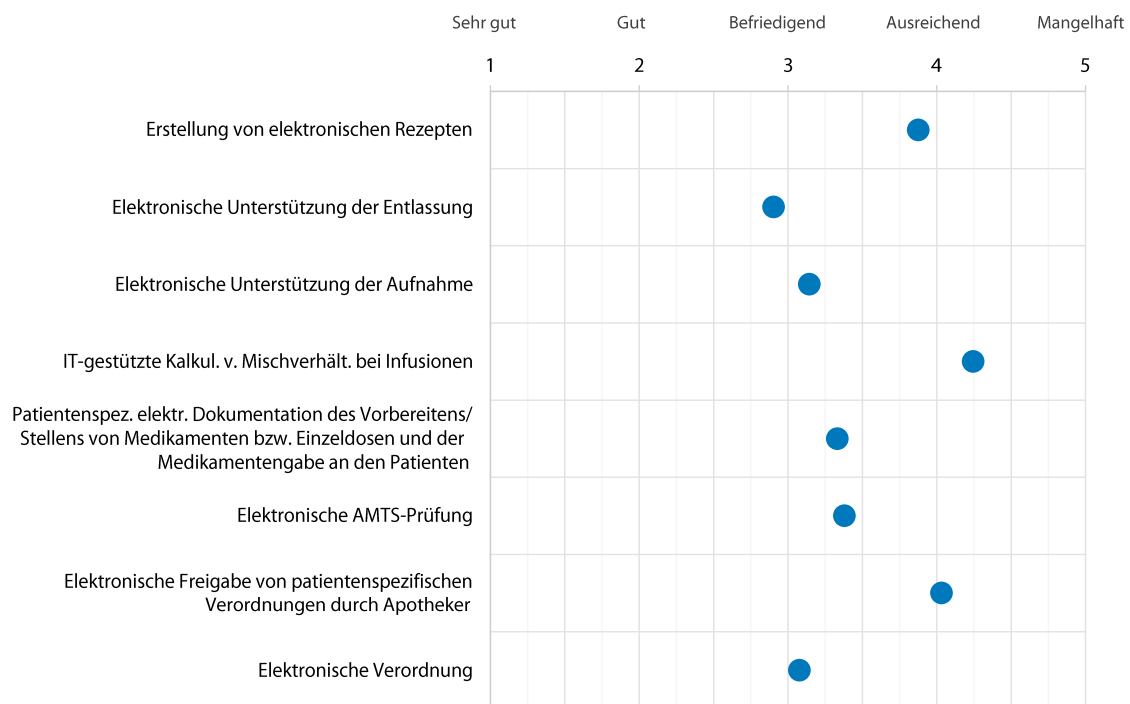 Sehr gut Gut Befriedigend Ausreichend Mangelhaft
1 2 3 4 5
Erstellung von elektronischen Rezepten
Elektronische Unterstützung der Entlassung
Elektronische Unterstützung der Aufnahme
IT-gestützte Kalkul. v. Mischverhält. bei Infusionen
Patientenspez. elektr. Dokumentation des Vorbereitens/
Stellens von Medikamenten bzw. Einzeldosen und der
Medikamentengabe an den Patienten
Elektronische AMTS-Prüfung
Elektronische Freigabe von patientenspezifischen
Verordnungen durch Apotheker
Elektronische Verordnung